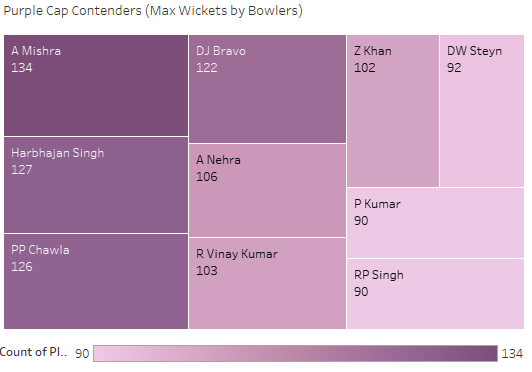 Purple Cap Contenders (Max Wickets by Bowlers)
A Mishra
134
Harbhajan Singh
127
PP Chawla
126
DJ Bravo
122
A Nehra
106
R Vinay Kumar
103
Z Khan
102
DW Steyn
92
P Kumar
90
RP Singh
90
Count of Pl.. 90 134